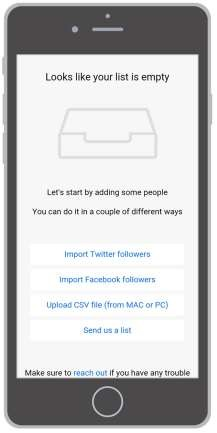 Looks like your list is empty
Let's start by adding some people
You can do it in a couple of different ways
Import Twitter followers
Import Facebook followers
Upload CSV file (from MAC or PC)
Send us a list
Make sure to reach out if you have any trouble